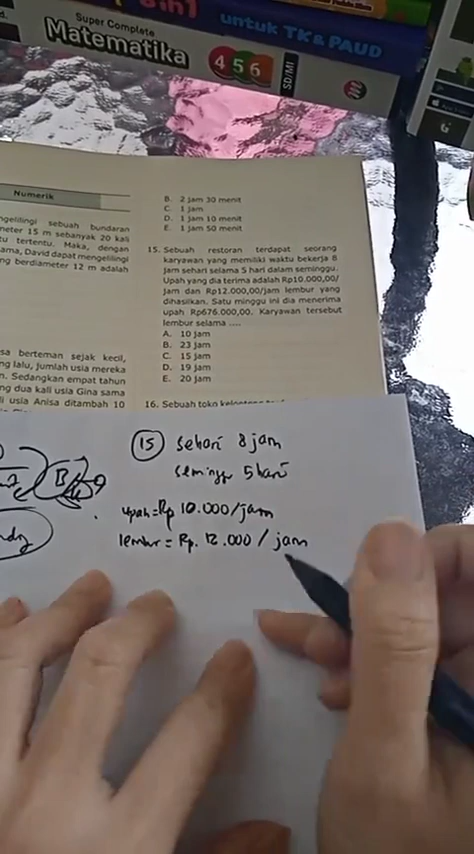 Super Complete
Matematika
4 5 6
SD/MI
untuk TK & PAUD
Numerik
ngelilingi sebuah bundaran
meter 15 m sebanyak 20 kali
tu tertentu. Maka, dengan
ama, David dapat mengelilingi
ng berdiameter 12 m adalah
sa berteman sejak kecil,
ng lalu, jumlah usia mereka
n. Sedangkan empat tahun
ng dua kali usia Gina sama
li usia Anisa ditambah 10
B. 2 jam 30 menit
C. 1 jam
D. 1 jam 10 menit
E. 1 jam 50 menit
15. Sebuah restoran terdapat seorang
karyawan yang memiliki waktu bekerja 8
jam sehari selama 5 hari dalam seminggu.
Upah yang dia terima adalah Rp10.000,00/
jam dan Rp12.000,00/jam lembur yang
dihasilkan. Satu minggu ini dia menerima
upah Rp676.000,00. Karyawan tersebut
lembur selama ....
A. 10 jam
B. 23 jam
C. 15 jam
D. 19 jam
E. 20 jam
16. Sebuah toko
15 sehari 8 jam
seminggu 5 hari
upah = Rp 10.000/jam
lembur = Rp. 12.000 / jam